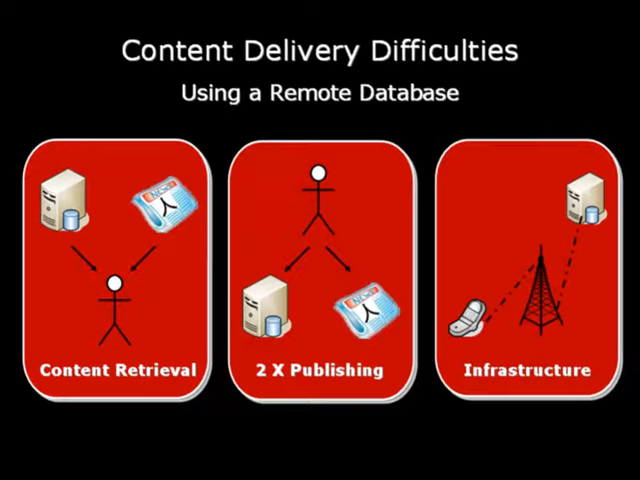 Content Delivery Difficulties
Using a Remote Database
Content Retrieval
2 X Publishing
Infrastructure